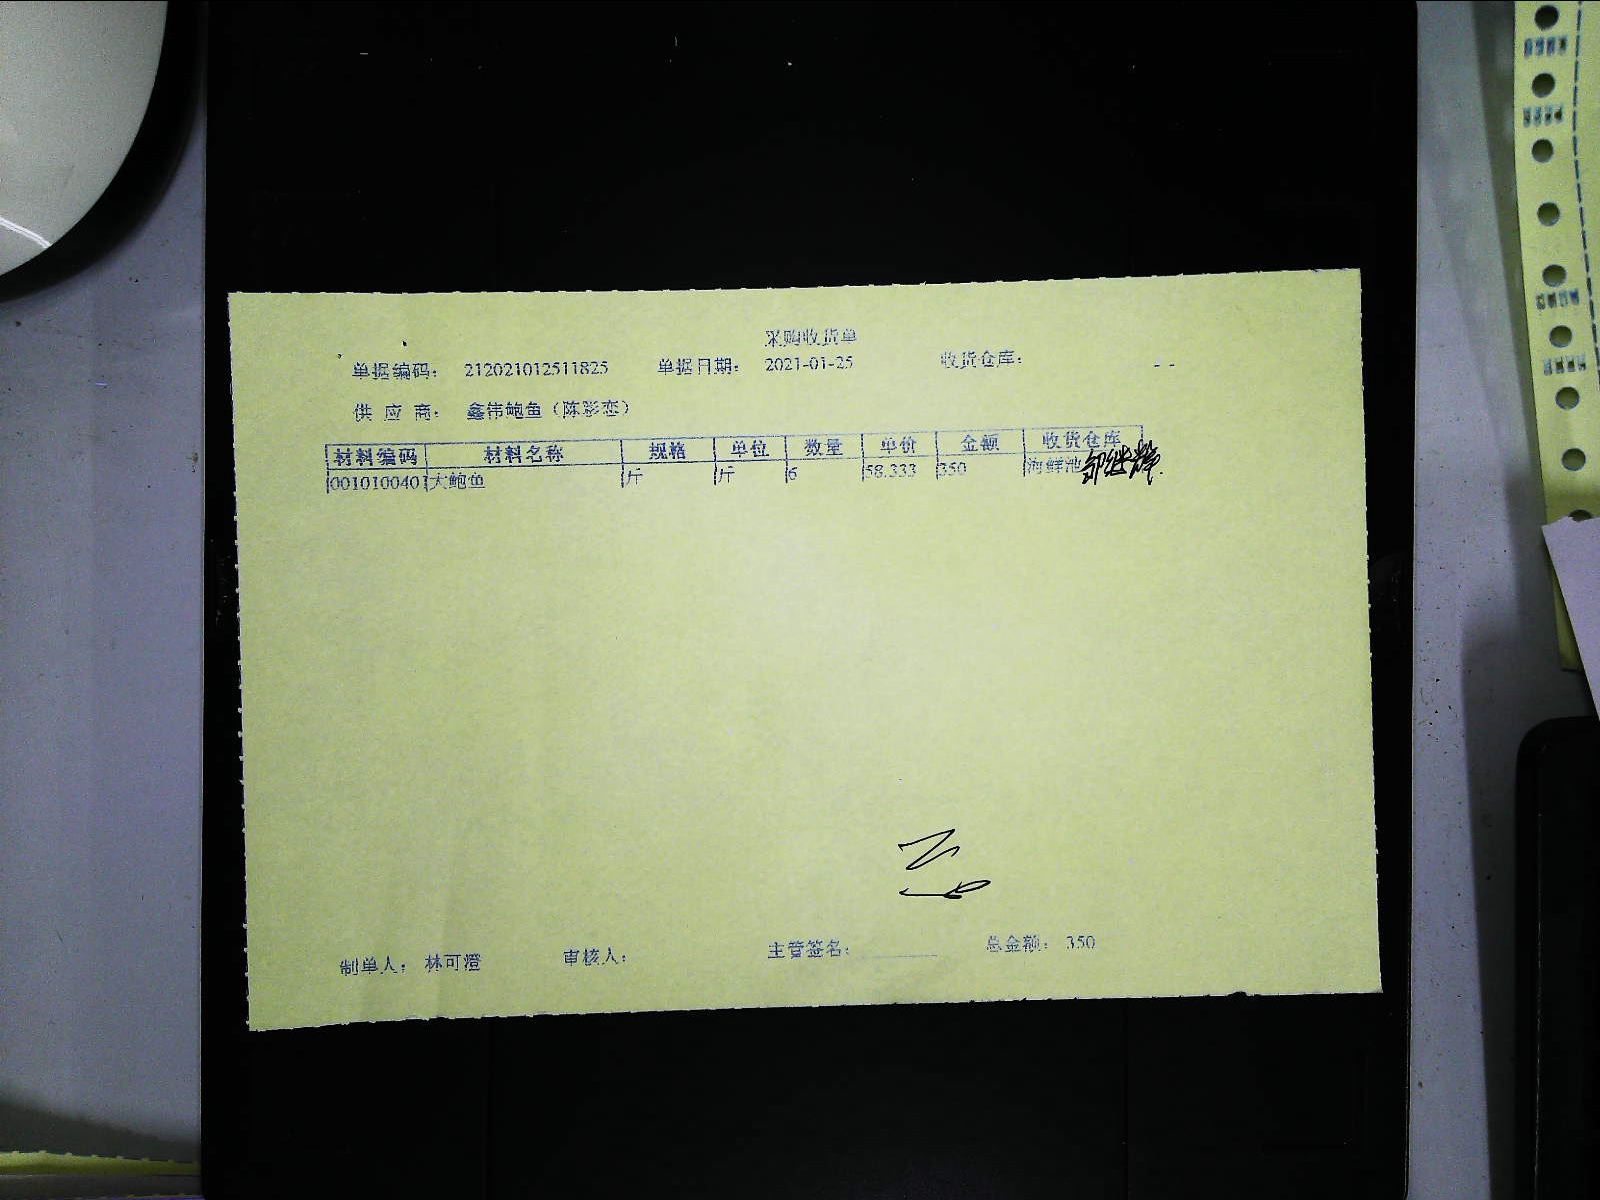 采购收货单
单据编码： 212021012511825 单据日期： 2021-01-25 收货仓库： - -
供 应 商： 鑫伟鲍鱼（陈彩恋）
材料编码 材料名称 规格 单位 数量 单价 金额 收货仓库
0010100401 大鲍鱼 斤 斤 6 58.333 350 海鲜池 邹继辉
制单人： 林可澄 审核人： 主管签名： 总金额： 350